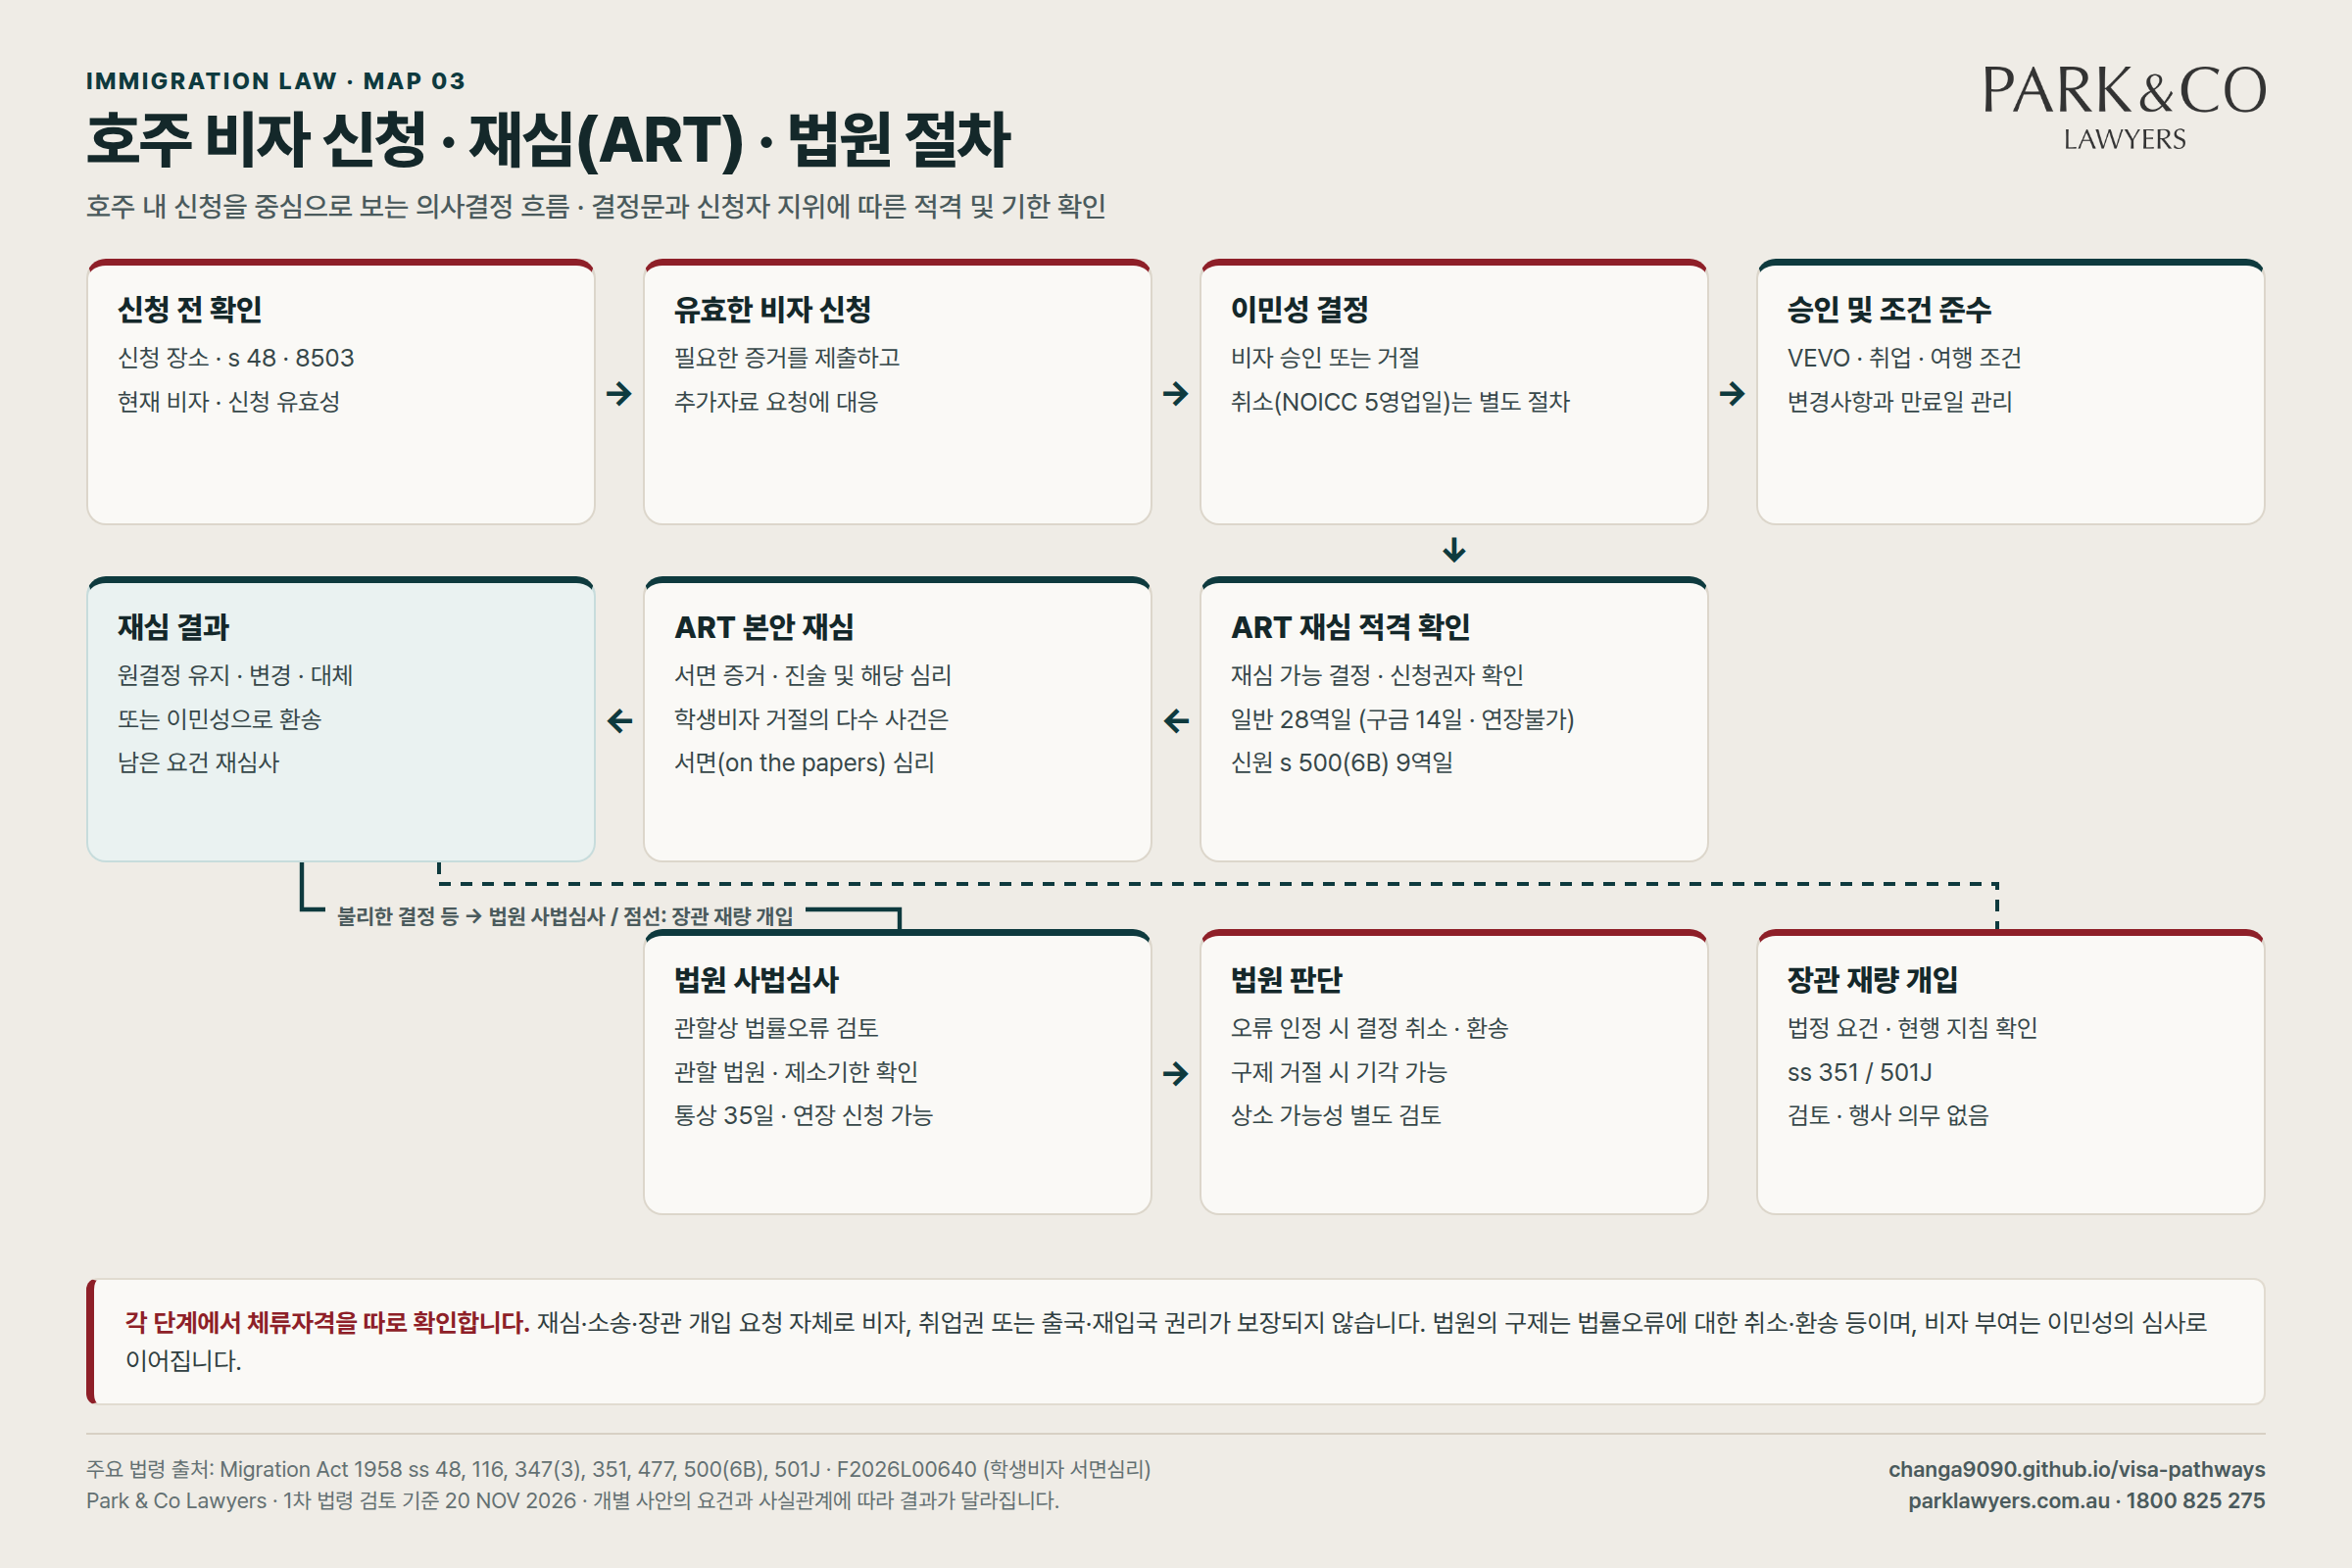 IMMIGRATION LAW · MAP 03
호주 비자 신청 · 재심(ART) · 법원 절차
호주 내 신청을 중심으로 보는 의사결정 흐름 · 결정문과 신청자 지위에 따른 적격 및 기한 확인
PARK & CO
LAWYERS
신청 전 확인
신청 장소 · s 48 · 8503
현재 비자 · 신청 유효성
→
유효한 비자 신청
필요한 증거를 제출하고
추가자료 요청에 대응
→
이민성 결정
비자 승인 또는 거절
취소(NOICC 5영업일)는 별도 절차
→
승인 및 조건 준수
VEVO · 취업 · 여행 조건
변경사항과 만료일 관리
↓
재심 결과
원결정 유지 · 변경 · 대체
또는 이민성으로 환송
남은 요건 재심사
←
ART 본안 재심
서면 증거 · 진술 및 해당 심리
학생비자 거절의 다수 사건은
서면(on the papers) 심리
←
ART 재심 적격 확인
재심 가능 결정 · 신청권자 확인
일반 28역일 (구금 14일 · 연장불가)
신원 s 500(6B) 9역일
불리한 결정 등 → 법원 사법심사 / 점선: 장관 재량 개입
법원 사법심사
관할상 법률오류 검토
관할 법원 · 제소기한 확인
통상 35일 · 연장 신청 가능
→
법원 판단
오류 인정 시 결정 취소 · 환송
구제 거절 시 기각 가능
상소 가능성 별도 검토
장관 재량 개입
법정 요건 · 현행 지침 확인
ss 351 / 501J
검토 · 행사 의무 없음
각 단계에서 체류자격을 따로 확인합니다. 재심·소송·장관 개입 요청 자체로 비자, 취업권 또는 출국·재입국 권리가 보장되지 않습니다. 법원의 구제는 법률오류에 대한 취소·환송 등이며, 비자 부여는 이민성의 심사로
이어집니다.
주요 법령 출처: Migration Act 1958 ss 48, 116, 347(3), 351, 477, 500(6B), 501J · F2026L00640 (학생비자 서면심리)
Park & Co Lawyers · 1차 법령 검토 기준 20 NOV 2026 · 개별 사안의 요건과 사실관계에 따라 결과가 달라집니다.
changa9090.github.io/visa-pathways
parklawyers.com.au · 1800 825 275